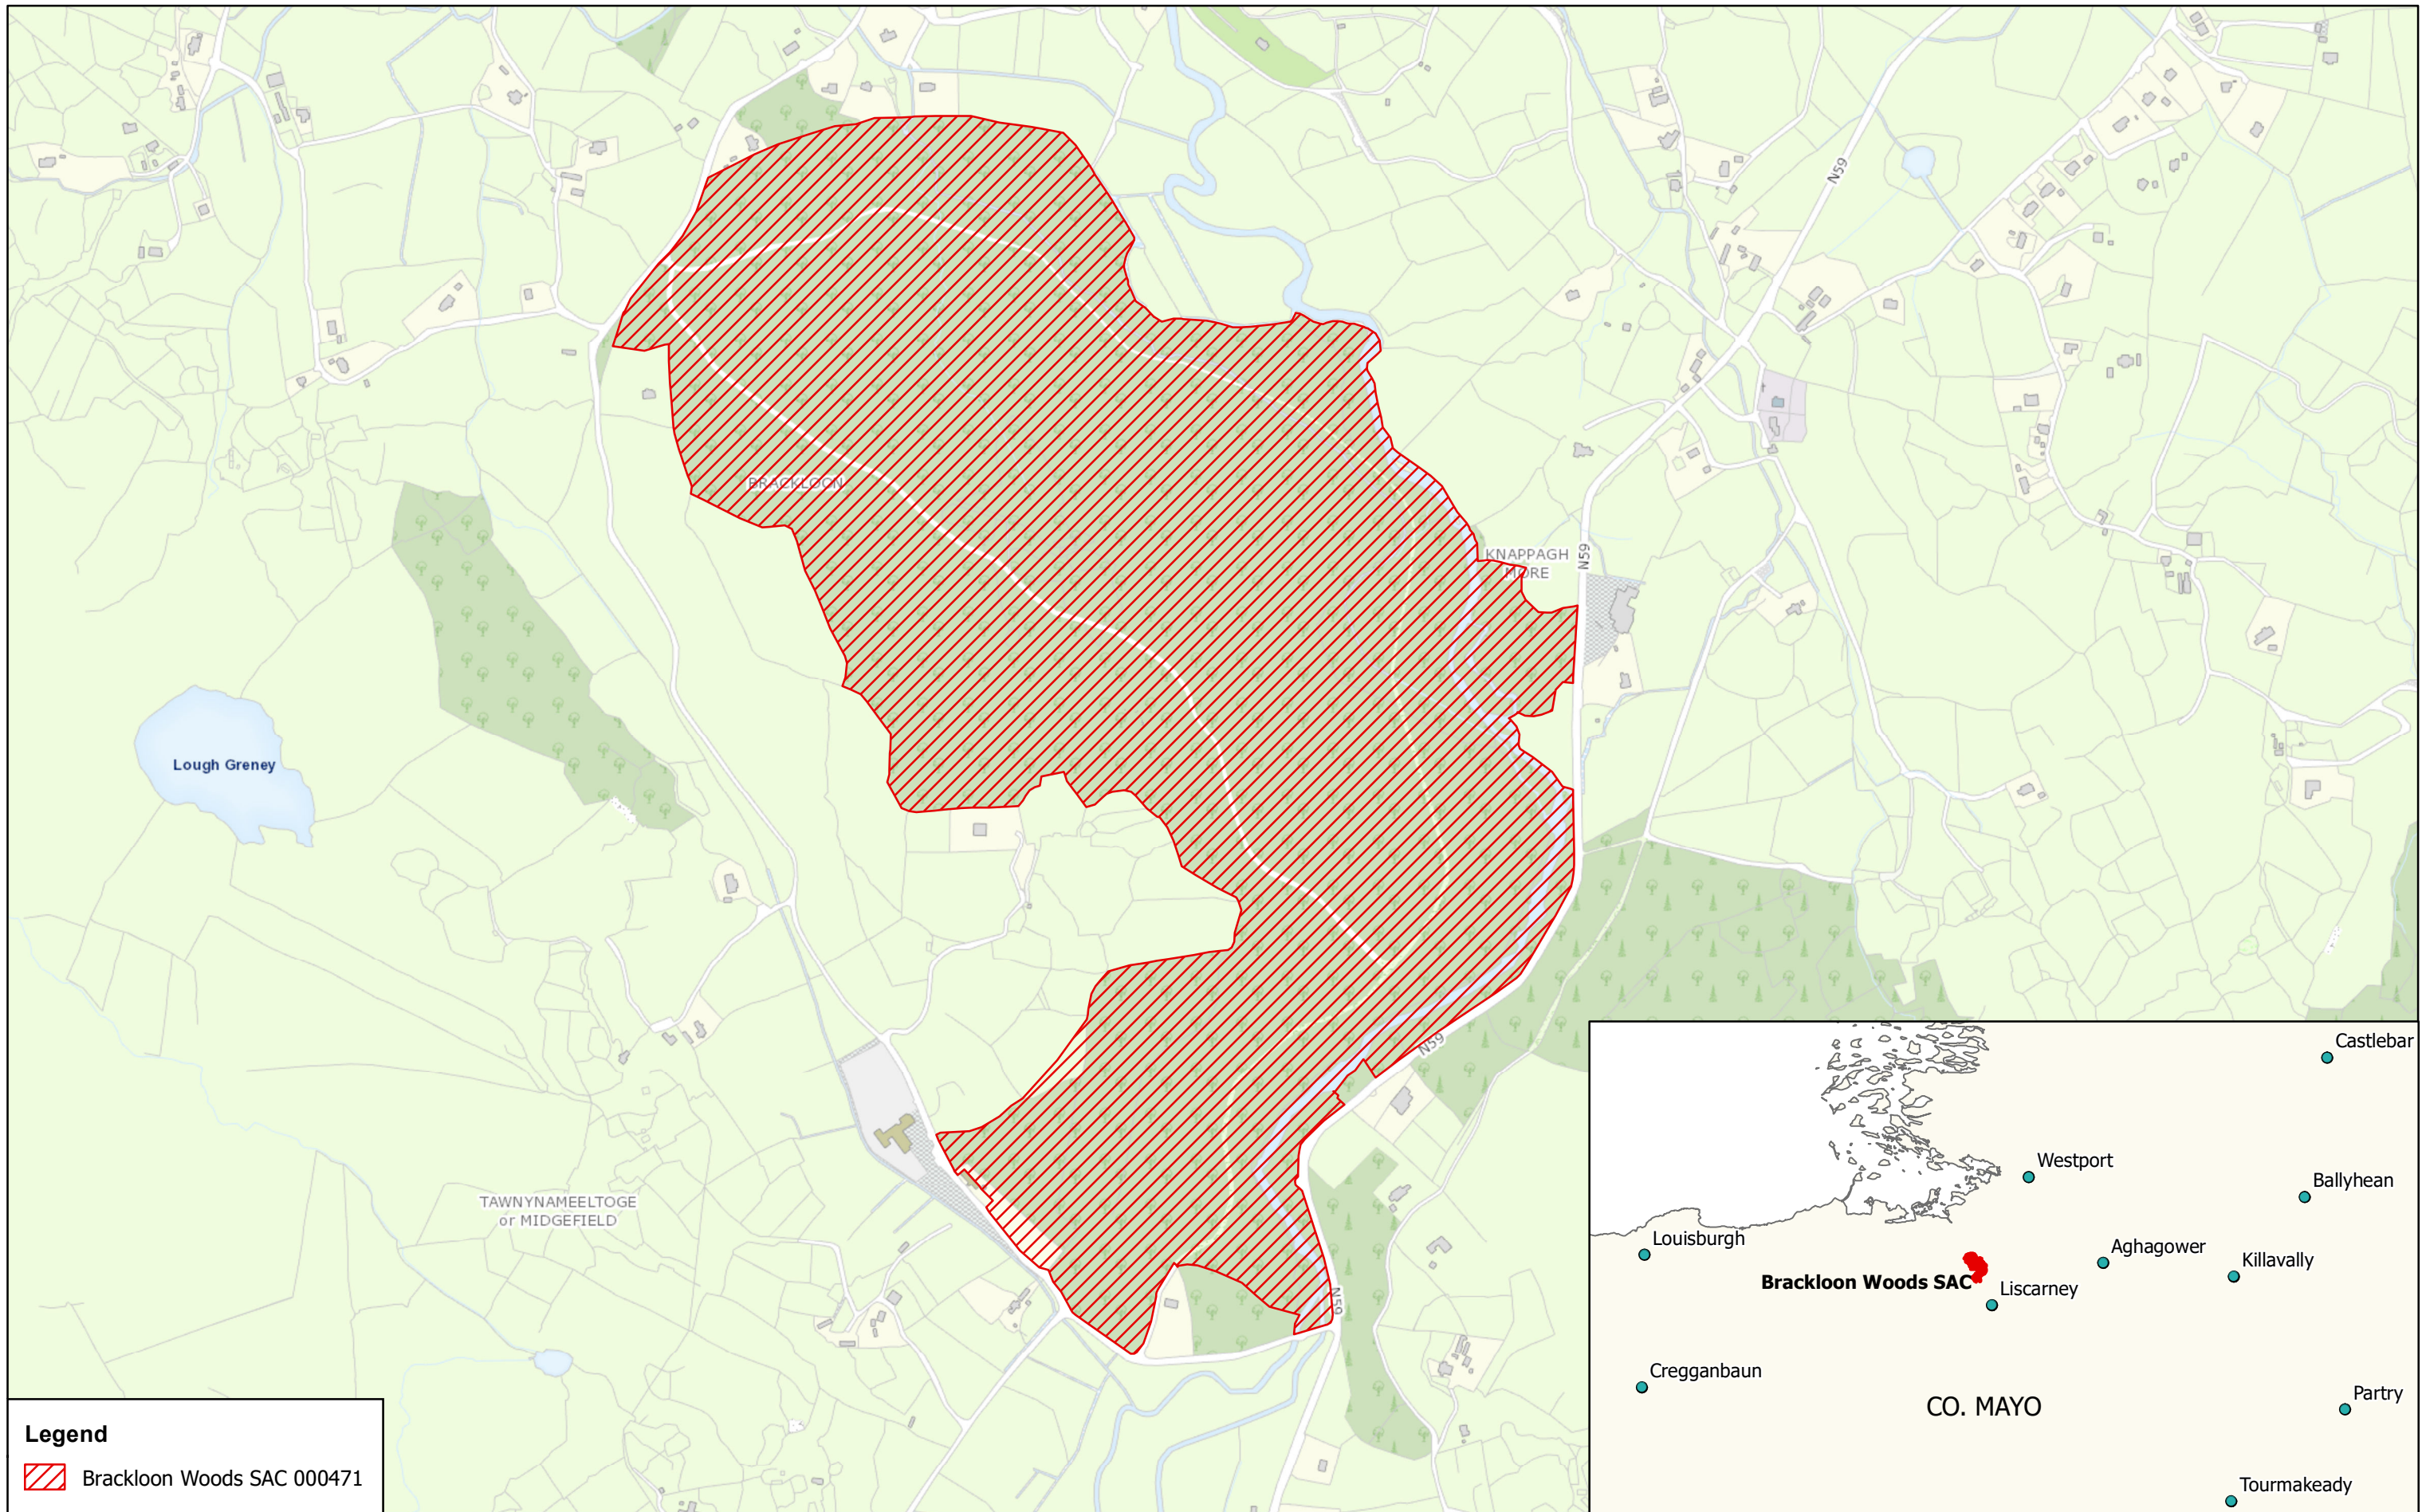 N59
BRACKLOON
KNAPPAGH
MORE
N59
Lough Greney
N59
TAWNYNAMEELTOGE
or MIDGEFIELD
N59
Legend
Brackloon Woods SAC 000471
Castlebar
Westport
Ballyhean
Louisburgh
Aghagower
Killavally
Brackloon Woods SAC
Liscarney
Cregganbaun
Partry
CO. MAYO
Tourmakeady